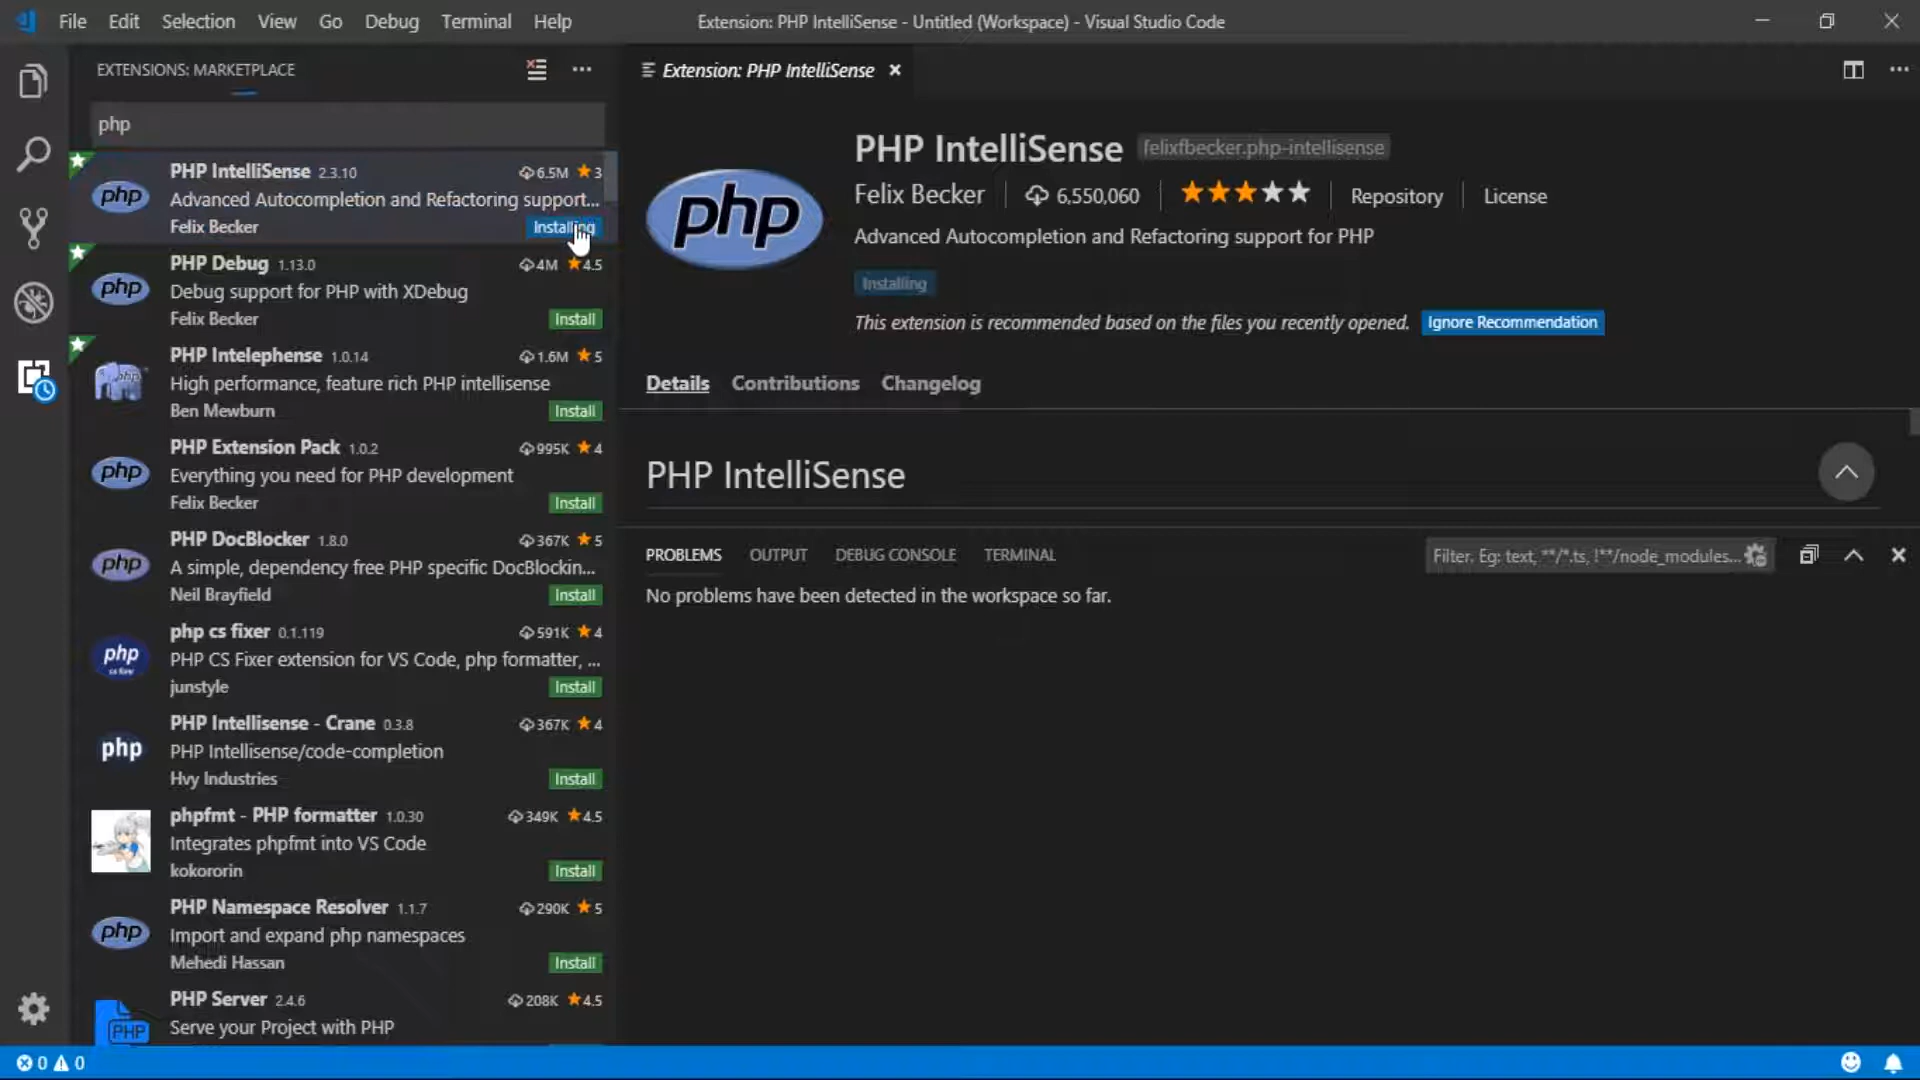 File Edit Selection View Go Debug Terminal Help
Extension: PHP IntelliSense - Untitled (Workspace) - Visual Studio Code
EXTENSIONS: MARKETPLACE
php
php
PHP IntelliSense 2.3.10 6.5M 3
Advanced Autocompletion and Refactoring support...
Felix Becker Installing
php
PHP Debug 1.13.0 4M 4.5
Debug support for PHP with XDebug
Felix Becker Install
php
PHP Intelephense 1.0.14 1.6M 5
High performance, feature rich PHP intellisense
Ben Mewburn Install
php
PHP Extension Pack 1.0.2 995K 4
Everything you need for PHP development
Felix Becker Install
php
PHP DocBlocker 1.8.0 367K 5
A simple, dependency free PHP specific DocBlockin...
Neil Brayfield Install
php
cs fixer
php cs fixer 0.1.119 591K 4
PHP CS Fixer extension for VS Code, php formatter, ...
junstyle Install
php
PHP Intellisense - Crane 0.3.8 367K 4
PHP Intellisense/code-completion
Hvy Industries Install
phpfmt - PHP formatter 1.0.30 349K 4.5
Integrates phpfmt into VS Code
kokororin Install
php
PHP Namespace Resolver 1.1.7 290K 5
Import and expand php namespaces
Mehedi Hassan Install
PHP
PHP Server 2.4.6 208K 4.5
Serve your Project with PHP
Extension: PHP IntelliSense
php
PHP IntelliSense felixfbecker.php-intellisense
Felix Becker 6,550,060 Repository License
Advanced Autocompletion and Refactoring support for PHP
Installing
This extension is recommended based on the files you recently opened. Ignore Recommendation
Details Contributions Changelog
PHP IntelliSense
PROBLEMS OUTPUT DEBUG CONSOLE TERMINAL
Filter. Eg: text, **/*.ts, !**/node_modules...
No problems have been detected in the workspace so far.
0 0